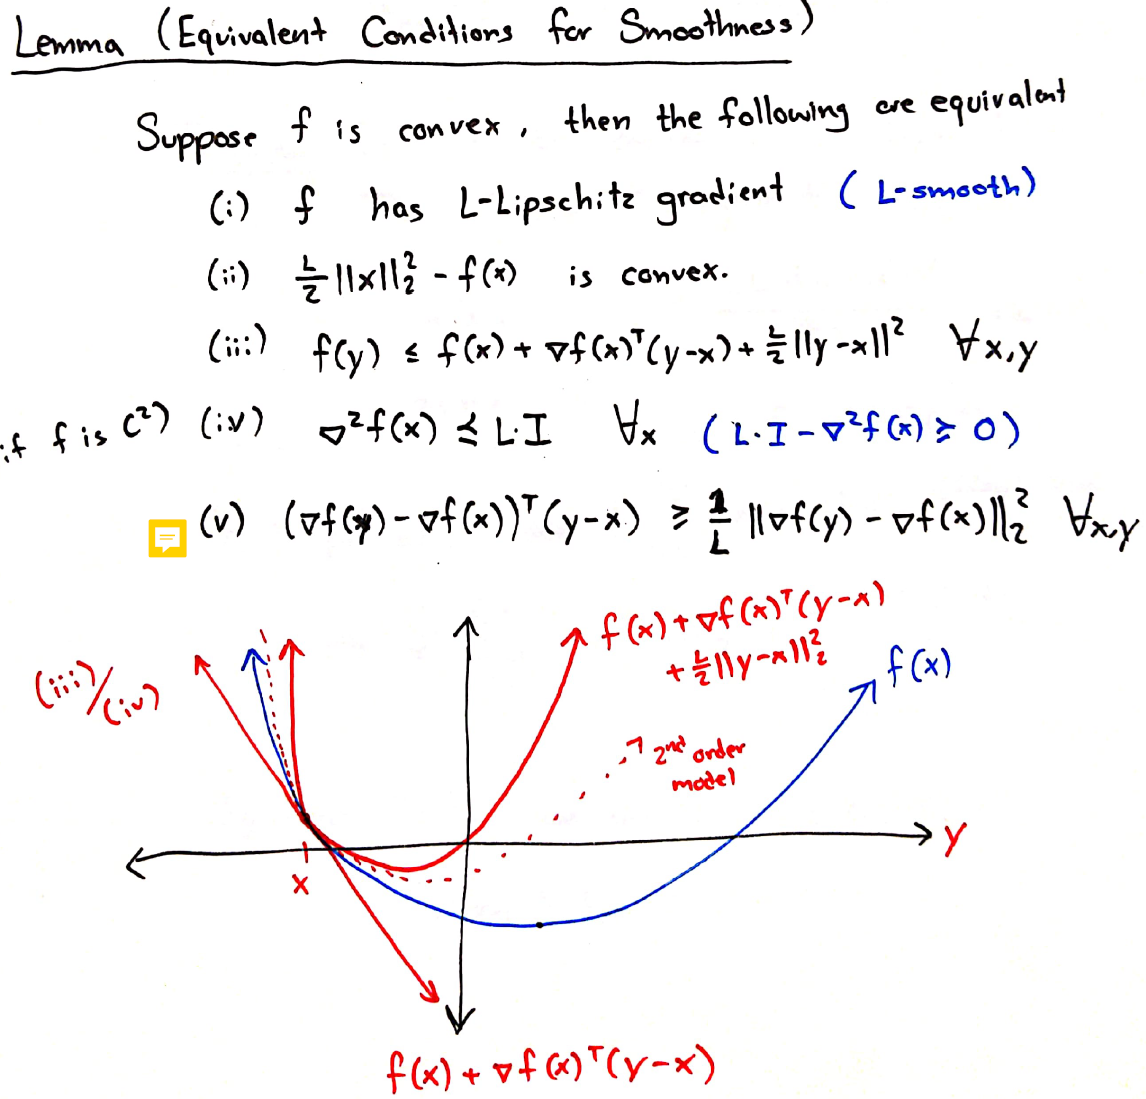 Lemma (Equivalent Conditions for Smoothness)
Suppose f is convex, then the following are equivalent
(i) f has L-Lipschitz gradient (L-smooth)
(ii) L/2 ||x||₂² - f(x) is convex.
(iii) f(y) ≤ f(x) + ∇f(x)ᵀ(y-x) + L/2 ||y-x||² ∀x,y
if f is C²) (iv) ∇²f(x) ⪯ L·I ∀x (L·I - ∇²f(x) ⪰ 0)
(v) (∇f(y) - ∇f(x))ᵀ(y-x) ≥ 1/L ||∇f(y) - ∇f(x)||₂² ∀x,y
f(x) + ∇f(x)ᵀ(y-x)
+ L/2 ||y-x||₂²
f(x)
(iii)/(iv)
2nd order
model
y
x
f(x) + ∇f(x)ᵀ(y-x)